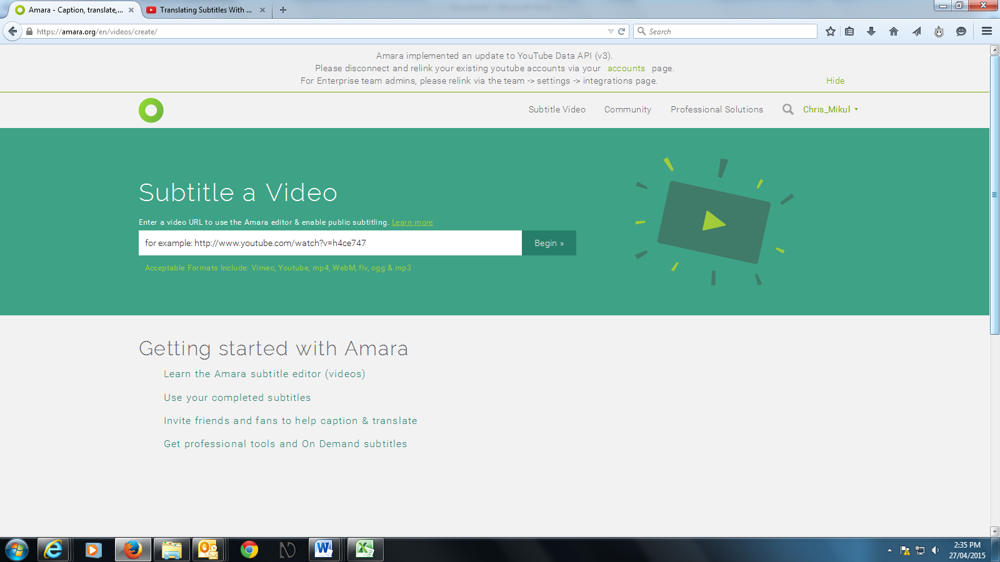 Amara - Caption, translate,...
Translating Subtitles With ...
https://amara.org/en/videos/create/
Search
Amara implemented an update to YouTube Data API (v3).
Please disconnect and relink your existing youtube accounts via your accounts page.
For Enterprise team admins, please relink via the team -> settings -> integrations page.
Hide
Subtitle Video
Community
Professional Solutions
Chris_Mikul
Subtitle a Video
Enter a video URL to use the Amara editor & enable public subtitling. Learn more
for example: http://www.youtube.com/watch?v=h4ce747
Begin »
Acceptable Formats Include: Vimeo, Youtube, mp4, WebM, flv, ogg & mp3
Getting started with Amara
Learn the Amara subtitle editor (videos)
Use your completed subtitles
Invite friends and fans to help caption & translate
Get professional tools and On Demand subtitles
2:35 PM
27/04/2015